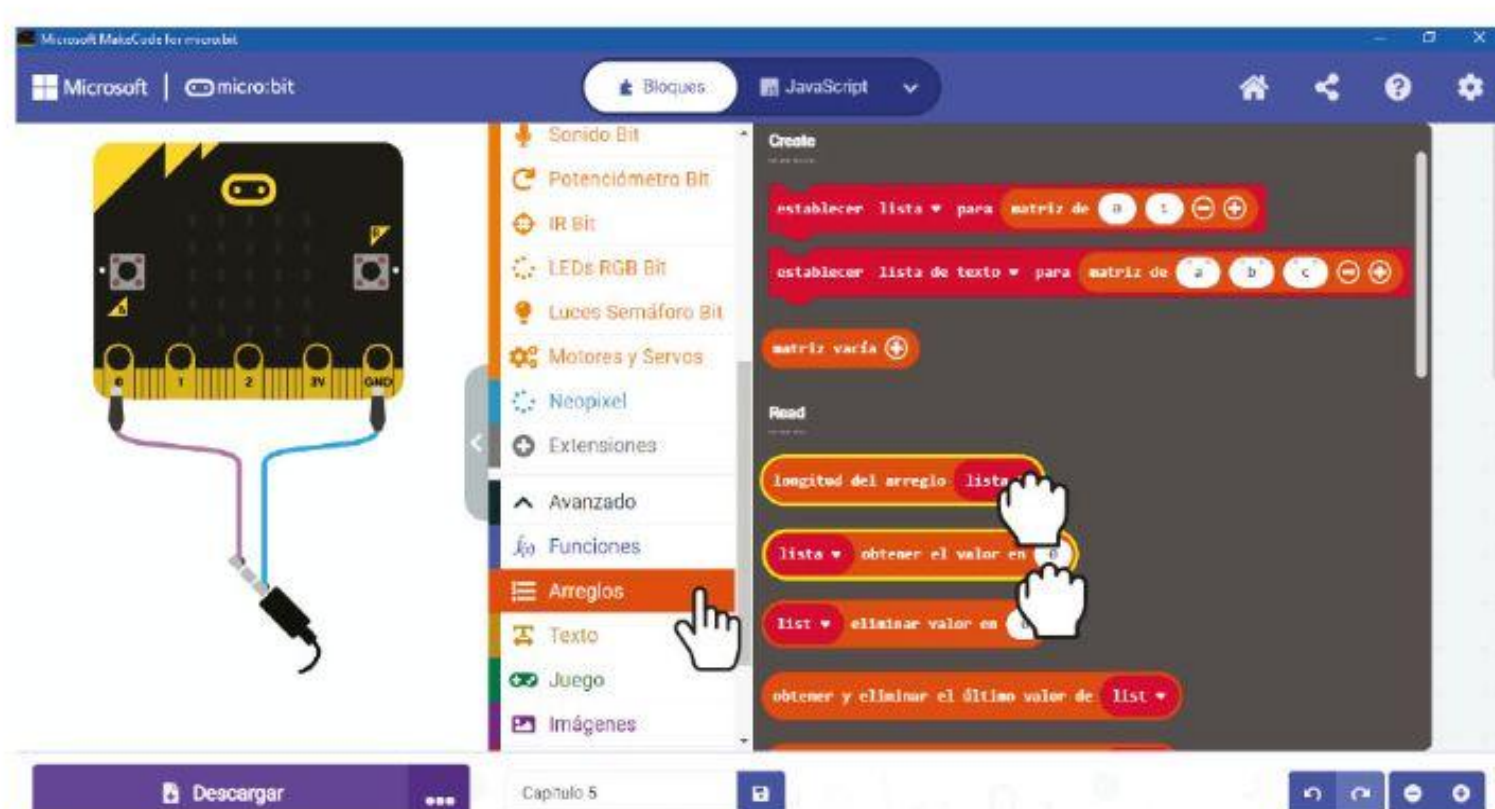 Microsoft MakeCode for micro:bit
Microsoft | micro:bit
Bloques
JavaScript
A
B
0 1 2 3V GND
Descargar
Sonido Bit
Potenciómetro Bit
IR Bit
LEDs RGB Bit
Luces Semáforo Bit
Motores y Servos
Neopixel
Extensiones
Avanzado
f(x) Funciones
Arreglos
Texto
Juego
Imágenes
Create
establecer lista para matriz de 0 1
establecer lista de texto para matriz de a b c
matriz vacía
Read
longitud del arreglo lista
lista obtener el valor en 0
list eliminar valor en
obtener y eliminar el último valor de list
Capítulo 5